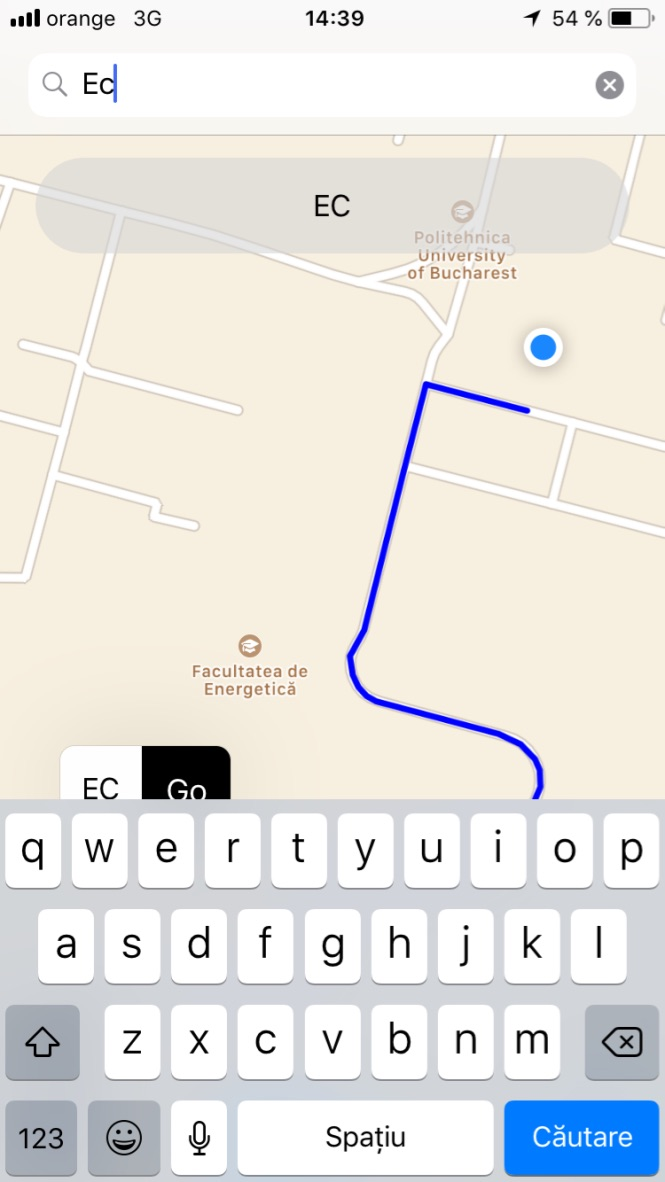 orange 3G 14:39 54 %
Ec
EC
Politehnica
University
of Bucharest
Facultatea de
Energetică
EC Go
q w e r t y u i o p
a s d f g h j k l
z x c v b n m
123 Spațiu Căutare